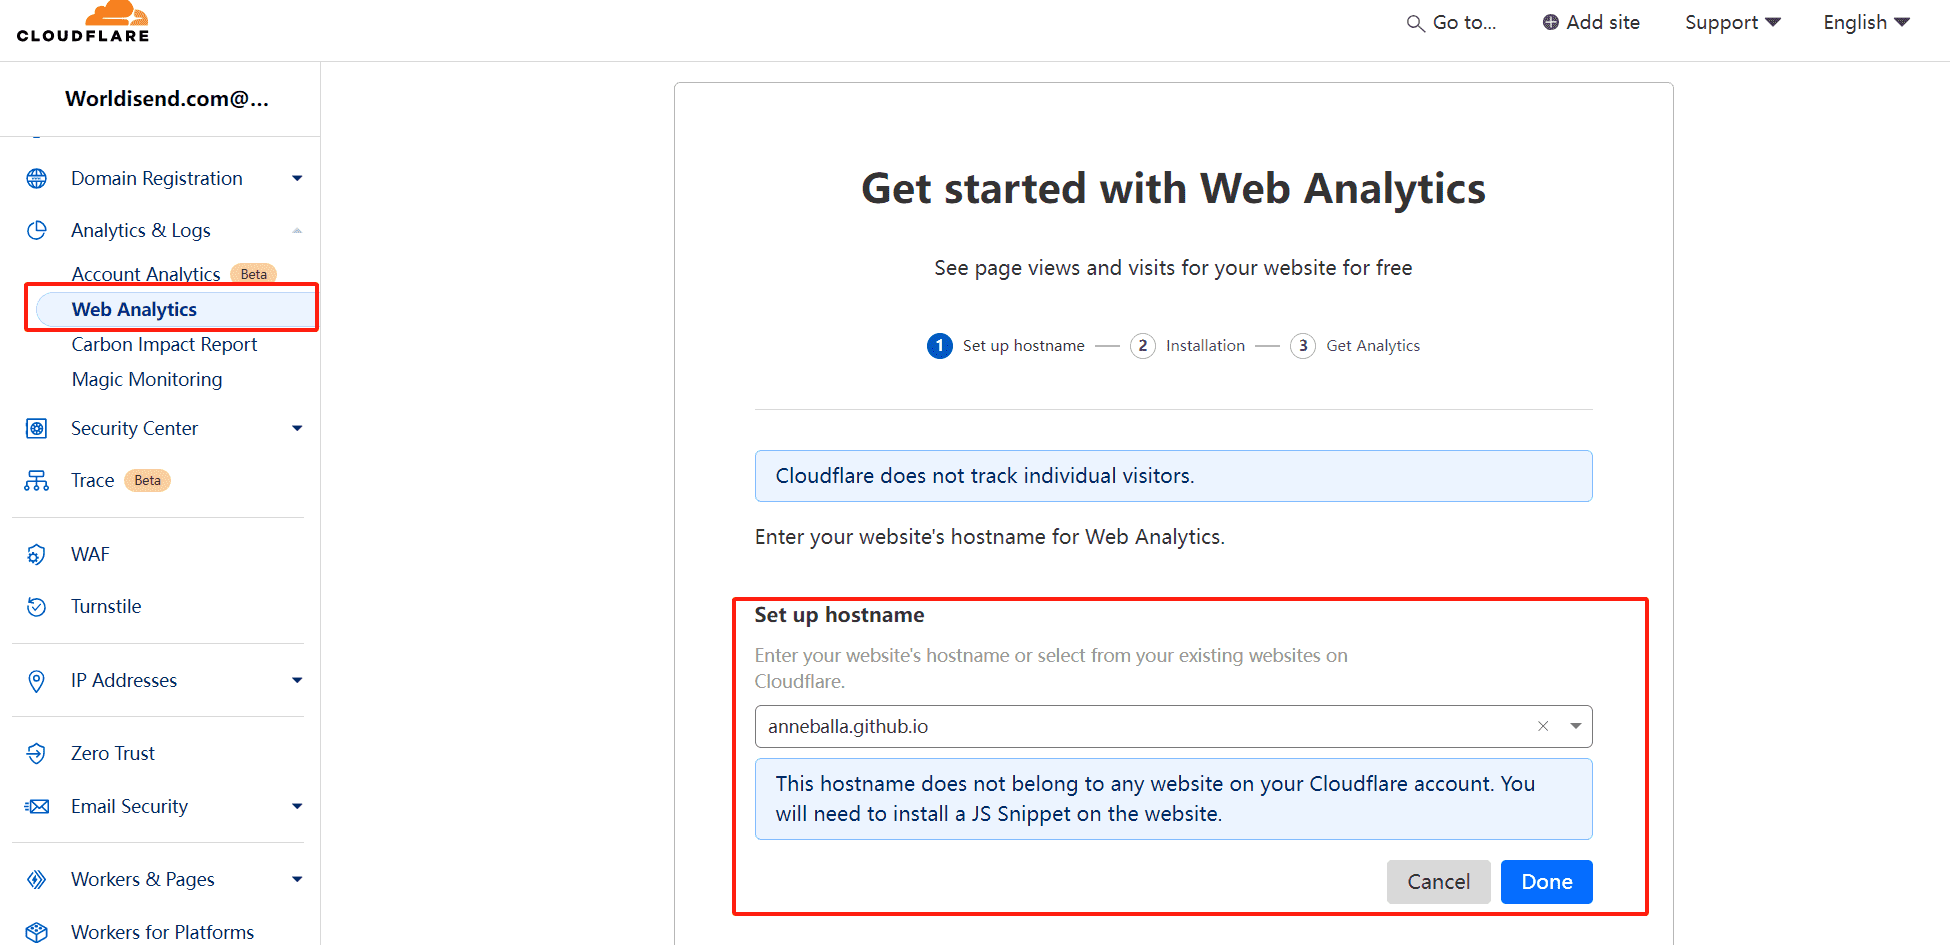 CLOUDFLARE
Go to...
Add site
Support
English
Worldisend.com@...
Domain Registration
Analytics & Logs
Account Analytics Beta
Web Analytics
Carbon Impact Report
Magic Monitoring
Security Center
Trace Beta
WAF
Turnstile
IP Addresses
Zero Trust
Email Security
Workers & Pages
Workers for Platforms
Get started with Web Analytics
See page views and visits for your website for free
1 Set up hostname 2 Installation 3 Get Analytics
Cloudflare does not track individual visitors.
Enter your website's hostname for Web Analytics.
Set up hostname
Enter your website's hostname or select from your existing websites on
Cloudflare.
anneballa.github.io
This hostname does not belong to any website on your Cloudflare account. You
will need to install a JS Snippet on the website.
Cancel
Done